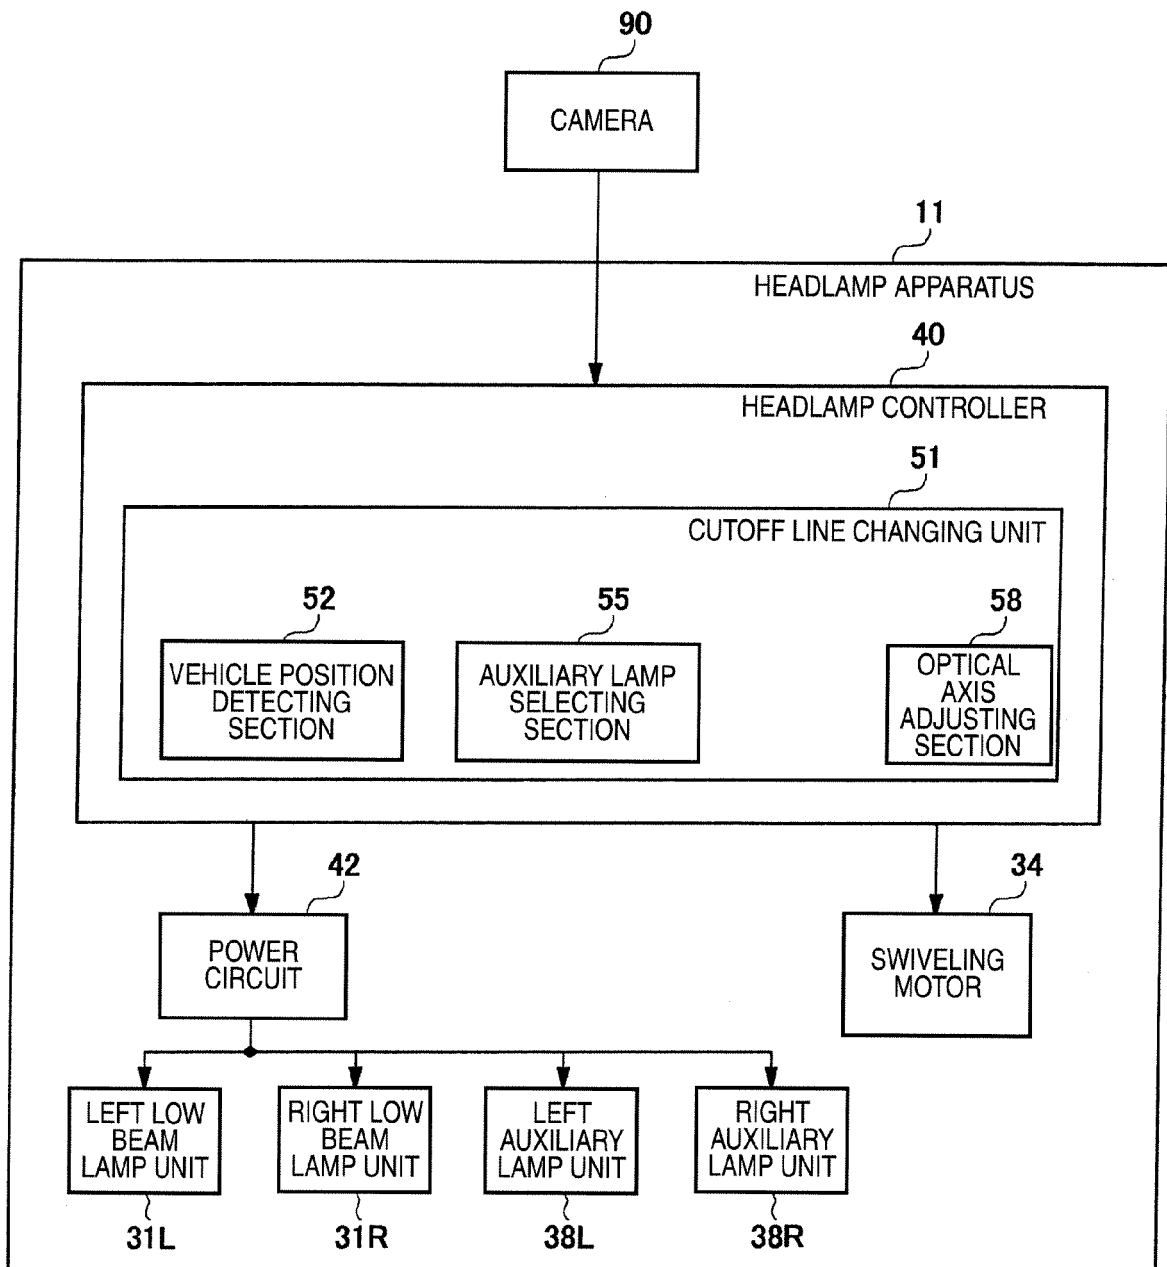 90
CAMERA
11
HEADLAMP APPARATUS
40
HEADLAMP CONTROLLER
51
CUTOFF LINE CHANGING UNIT
52
VEHICLE POSITION
DETECTING
SECTION
55
AUXILIARY LAMP
SELECTING
SECTION
58
OPTICAL
AXIS
ADJUSTING
SECTION
42
POWER
CIRCUIT
34
SWIVELING
MOTOR
LEFT LOW
BEAM
LAMP UNIT
31L
RIGHT LOW
BEAM
LAMP UNIT
31R
LEFT
AUXILIARY
LAMP UNIT
38L
RIGHT
AUXILIARY
LAMP UNIT
38R